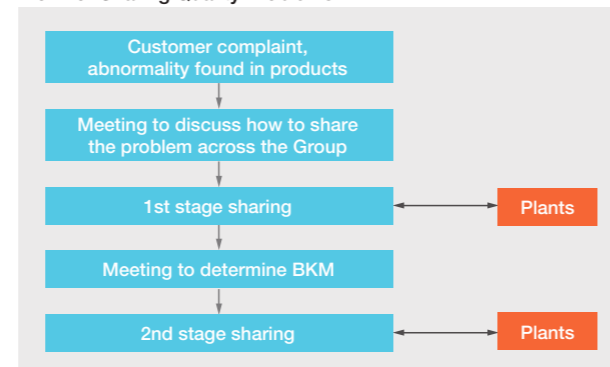 Customer complaint,
abnormality found in products
Meeting to discuss how to share
the problem across the Group
1st stage sharing
Plants
Meeting to determine BKM
2nd stage sharing
Plants